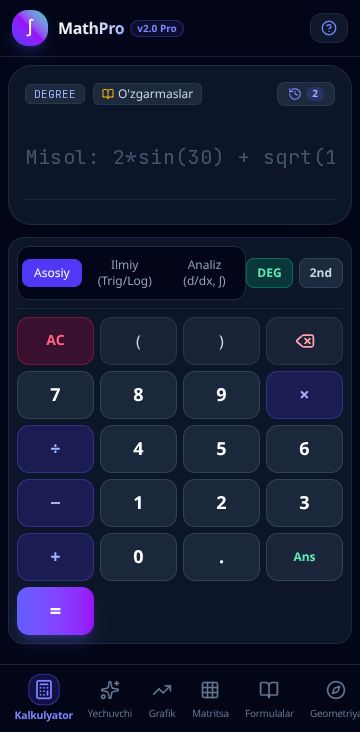 ∫ MathPro v2.0 Pro
DEGREE O'zgarmaslar 2
Misol: 2*sin(30) + sqrt(1
Asosiy Ilmiy (Trig/Log) Analiz (d/dx, ∫) DEG 2nd
AC ( )
7 8 9 ×
÷ 4 5 6
− 1 2 3
+ 0 . Ans
=
Kalkulyator Yechuvchi Grafik Matritsa Formulalar Geometriya